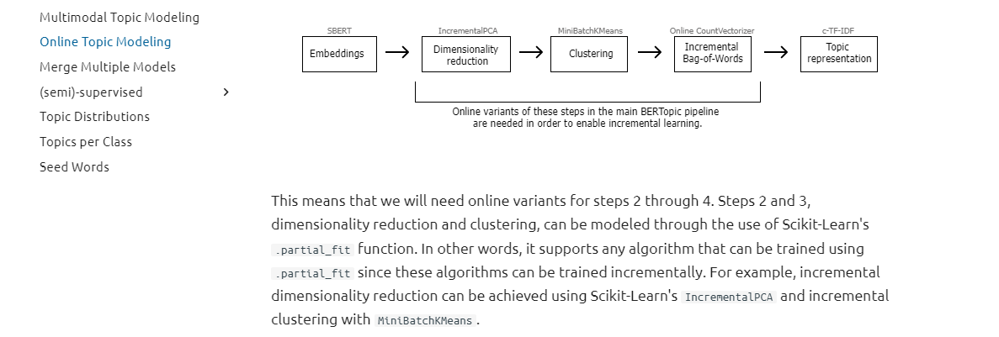 Multimodal Topic Modeling
Online Topic Modeling
Merge Multiple Models
(semi)-supervised
Topic Distributions
Topics per Class
Seed Words
SBERT
Embeddings
IncrementalPCA
Dimensionality
reduction
MiniBatchKMeans
Clustering
Online CountVectorizer
Incremental
Bag-of-Words
c-TF-IDF
Topic
representation
Online variants of these steps in the main BERTopic pipeline
are needed in order to enable incremental learning.
This means that we will need online variants for steps 2 through 4. Steps 2 and 3,
dimensionality reduction and clustering, can be modeled through the use of Scikit-Learn's
.partial_fit function. In other words, it supports any algorithm that can be trained using
.partial_fit since these algorithms can be trained incrementally. For example, incremental
dimensionality reduction can be achieved using Scikit-Learn's IncrementalPCA and incremental
clustering with MiniBatchKMeans.